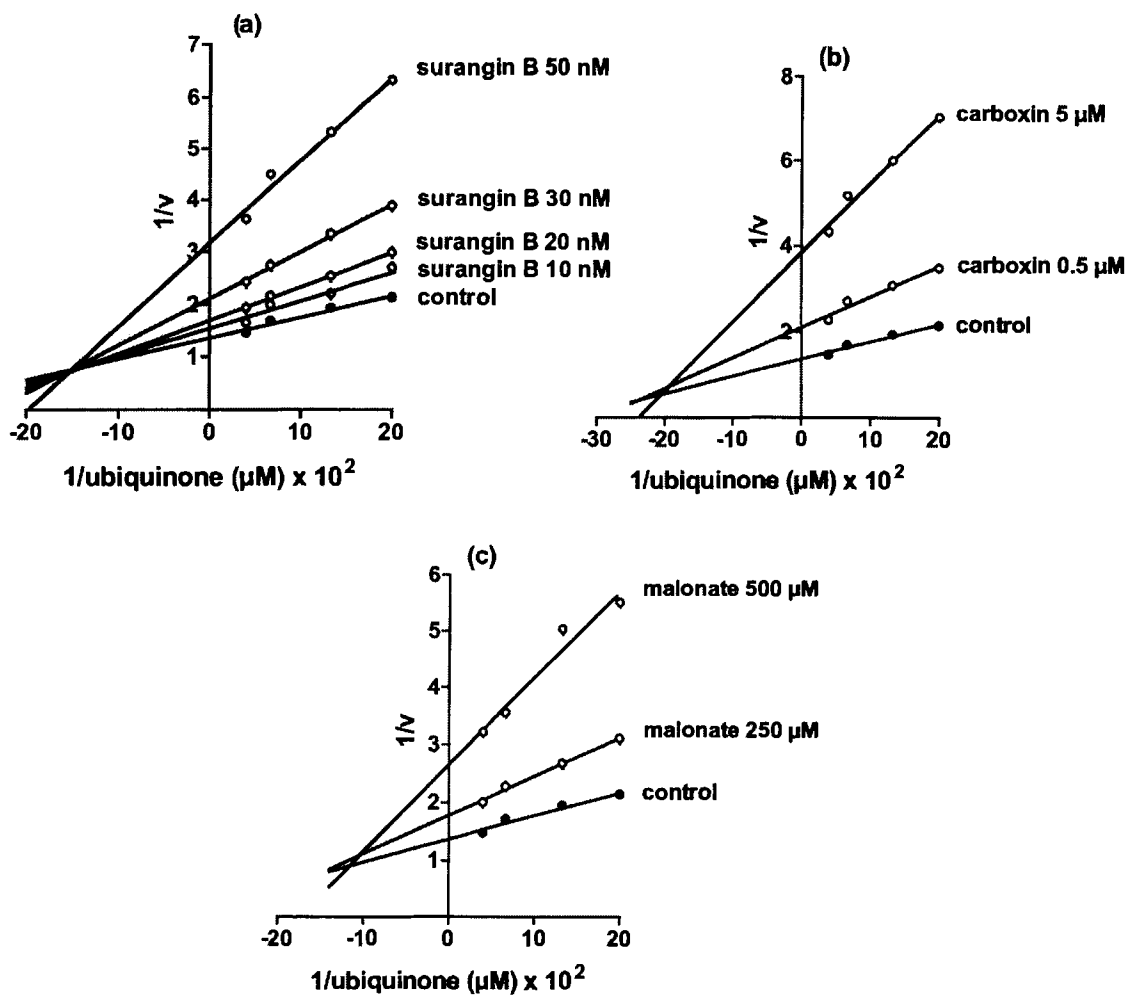 (a)
7
6
5
4
3
2
1
1/v
surangin B 50 nM
surangin B 30 nM
surangin B 20 nM
surangin B 10 nM
control
-20 -10 0 10 20
1/ubiquinone (µM) x 10²
(b)
8
6
4
2
1/v
carboxin 5 µM
carboxin 0.5 µM
control
-30 -20 -10 0 10 20
1/ubiquinone (µM) x 10²
(c)
6
5
4
3
2
1
1/v
malonate 500 µM
malonate 250 µM
control
-20 -10 0 10 20
1/ubiquinone (µM) x 10²